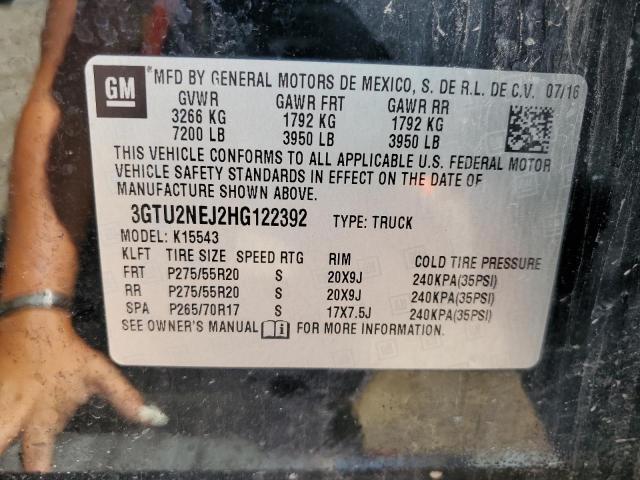 GM
*MFD BY GENERAL MOTORS DE MEXICO, S. DE R.L. DE C.V. 07/16
GVWR GAWR FRT GAWR RR
3266 KG 1792 KG 1792 KG
7200 LB 3950 LB 3950 LB
THIS VEHICLE CONFORMS TO ALL APPLICABLE U.S. FEDERAL MOTOR
VEHICLE SAFETY STANDARDS IN EFFECT ON THE DATE OF
MANUFACTURE SHOWN ABOVE.
3GTU2NEJ2HG122392 TYPE: TRUCK
MODEL: K15543
KLFT TIRE SIZE SPEED RTG RIM COLD TIRE PRESSURE
FRT P275/55R20 S 20X9J 240KPA(35PSI)
RR P275/55R20 S 20X9J 240KPA(35PSI)
SPA P265/70R17 S 17X7.5J 240KPA(35PSI)
SEE OWNER'S MANUAL FOR MORE INFORMATION.